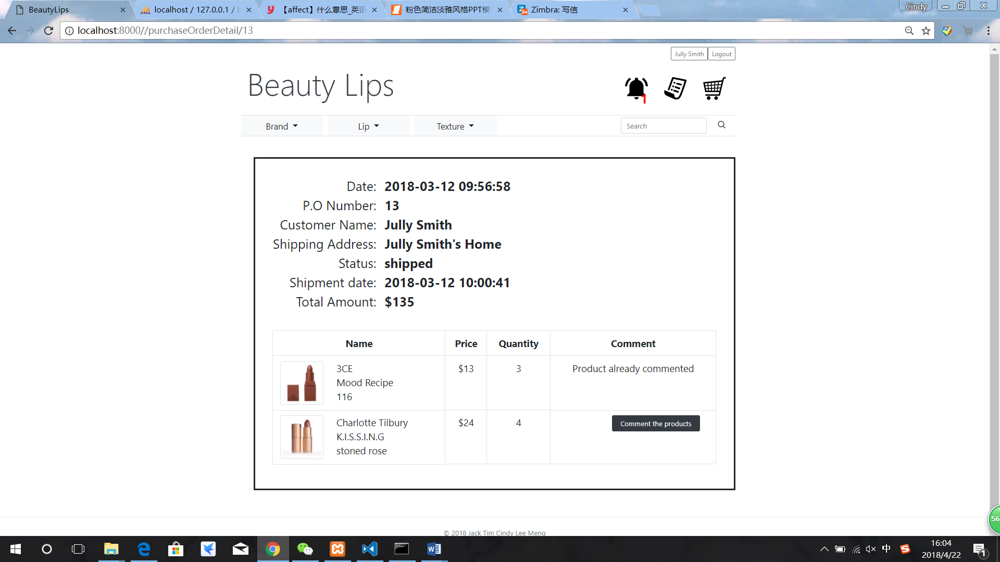 BeautyLips
localhost / 127.0.0.1 / b
【affect】什么意思_英语
粉色简洁淡雅风格PPT模
Zimbra: 写信
Cindy
localhost:8000//purchaseOrderDetail/13
Jully Smith
Logout
Beauty Lips
1
Brand
Lip
Texture
Search
Date: 2018-03-12 09:56:58
P.O Number: 13
Customer Name: Jully Smith
Shipping Address: Jully Smith's Home
Status: shipped
Shipment date: 2018-03-12 10:00:41
Total Amount: $135
Name Price Quantity Comment
3CE $13 3 Product already commented
Mood Recipe
116
Charlotte Tilbury $24 4 Comment the products
K.I.S.S.I.N.G
stoned rose
56
© 2018 Jack Tim Cindy Lee Meng
中
16:04
2018/4/22
1